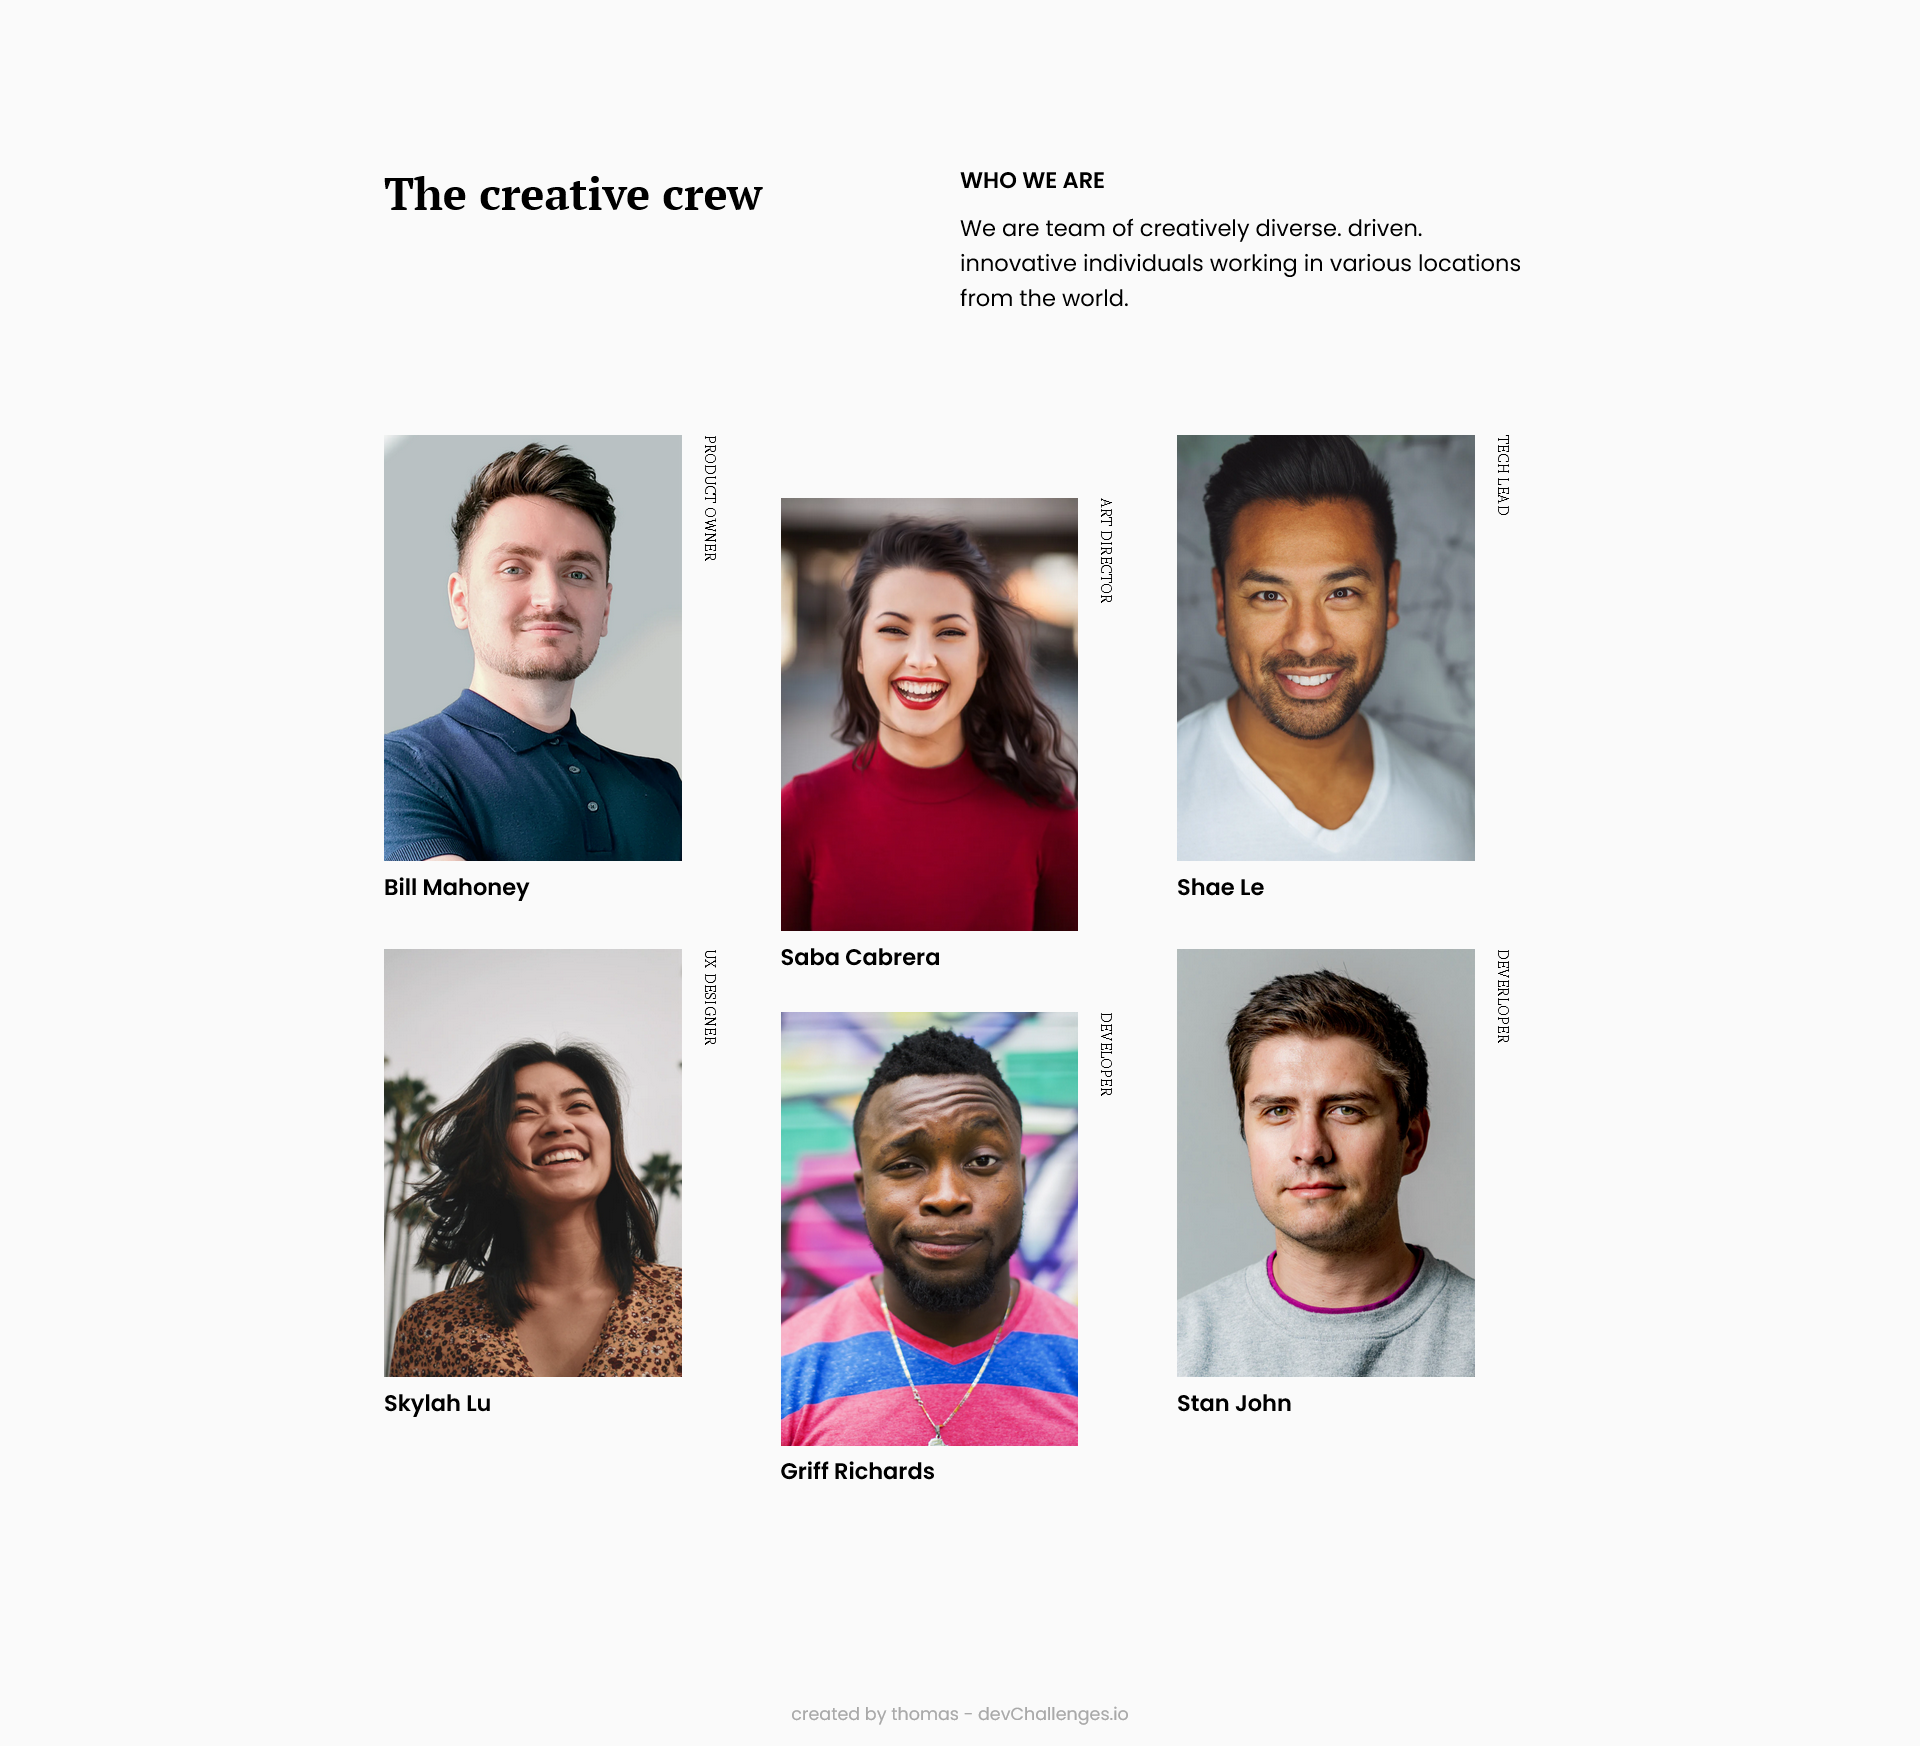 The creative crew
WHO WE ARE
We are team of creatively diverse. driven.
innovative individuals working in various locations
from the world.
PRODUCT OWNER
Bill Mahoney
ART DIRECTOR
Saba Cabrera
TECH LEAD
Shae Le
UX DESIGNER
Skylah Lu
DEVELOPER
Griff Richards
DEVERLOPER
Stan John
created by thomas - devChallenges.io